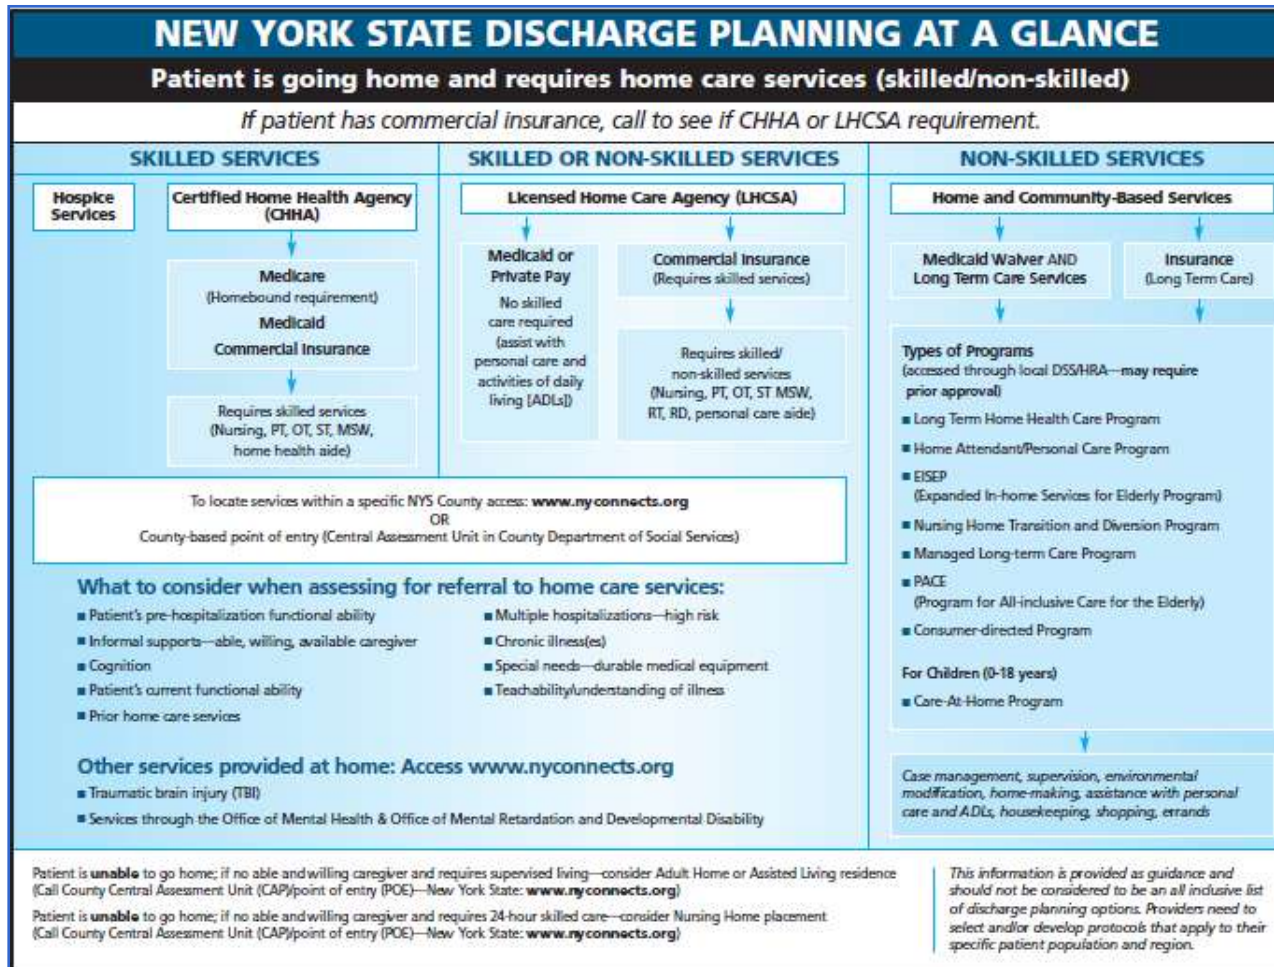 NEW YORK STATE DISCHARGE PLANNING AT A GLANCE
Patient is going home and requires home care services (skilled/non-skilled)
If patient has commercial insurance, call to see if CHHA or LHCSA requirement.
SKILLED SERVICES
Hospice
Services
Certified Home Health Agency
(CHHA)
Medicare
(Homebound requirement)
Medicaid
Commercial Insurance
Requires skilled services
(Nursing, PT, OT, ST, MSW,
home health aide)
SKILLED OR NON-SKILLED SERVICES
Licensed Home Care Agency (LHCSA)
Medicaid or
Private Pay
No skilled
care required
(assist with
personal care and
activities of daily
living [ADLs])
Commercial Insurance
(Requires skilled services)
Requires skilled/
non-skilled services
(Nursing, PT, OT, ST MSW,
RT, RD, personal care aide)
To locate services within a specific NYS County access: www.nyconnects.org
OR
County-based point of entry (Central Assessment Unit in County Department of Social Services)
What to consider when assessing for referral to home care services:
■ Patient's pre-hospitalization functional ability
■ Informal supports—able, willing, available caregiver
■ Cognition
■ Patient's current functional ability
■ Prior home care services
■ Multiple hospitalizations—high risk
■ Chronic illness(es)
■ Special needs—durable medical equipment
■ Teachability/understanding of illness
Other services provided at home: Access www.nyconnects.org
■ Traumatic brain injury (TBI)
■ Services through the Office of Mental Health & Office of Mental Retardation and Developmental Disability
NON-SKILLED SERVICES
Home and Community-Based Services
Medicaid Waiver AND
Long Term Care Services
Insurance
(Long Term Care)
Types of Programs
(accessed through local DSS/HRA—may require
prior approval)
■ Long Term Home Health Care Program
■ Home Attendant/Personal Care Program
■ EISEP
(Expanded In-home Services for Elderly Program)
■ Nursing Home Transition and Diversion Program
■ Managed Long-term Care Program
■ PACE
(Program for All-inclusive Care for the Elderly)
■ Consumer-directed Program
For Children (0-18 years)
■ Care-At-Home Program
Case management, supervision, environmental
modification, home-making, assistance with personal
care and ADLs, housekeeping, shopping, errands
Patient is unable to go home; if no able and willing caregiver and requires supervised living—consider Adult Home or Assisted Living residence
(Call County Central Assessment Unit (CAP)/point of entry (POE)—New York State: www.nyconnects.org)
Patient is unable to go home; if no able and willing caregiver and requires 24-hour skilled care—consider Nursing Home placement
(Call County Central Assessment Unit (CAP)/point of entry (POE)—New York State: www.nyconnects.org)
This information is provided as guidance and
should not be considered to be an all inclusive list
of discharge planning options. Providers need to
select and/or develop protocols that apply to their
specific patient population and region.